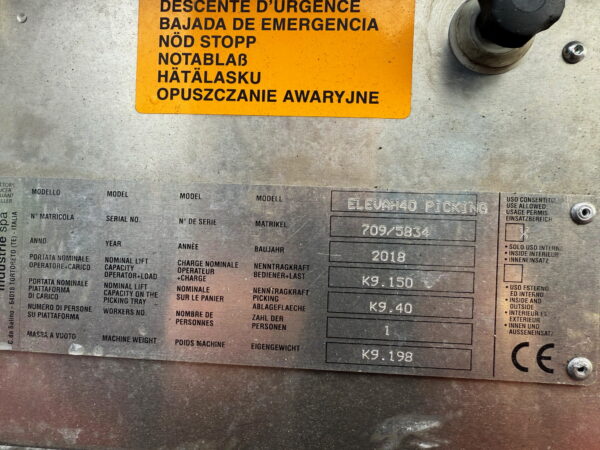 DESCENTE D'URGENCE
BAJADA DE EMERGENCIA
NÖD STOPP
NOTABLAß
HÄTÄLASKU
OPUSZCZANIE AWARYJNE
industrie spa
MODELLO MODEL MODEL MODELL ELEVAH40 PICKING
N° MATRICOLA SERIAL NO. N° DE SERIE MATRIKEL 709/5834
ANNO YEAR ANNÉE BAUJAHR 2018
PORTATA NOMINALE OPERATORE+CARICO NOMINAL LIFT CAPACITY OPERATOR+LOAD CHARGE NOMINALE OPERATEUR +CHARGE NENNTRAGKRAFT BEDIENER+LAST K9.150
PORTATA NOMINALE PIATTAFORMA DI CARICO NOMINAL LIFT CAPACITY ON THE PICKING TRAY NOMINALE SUR LE PANIER NENNTRAGKRAFT PICKING ABLAGEFLAECHE K9.40
NUMERO DI PERSONE SU PIATTAFORMA WORKERS NO. NOMBRE DE PERSONNES ZAHL DER PERSONEN 1
MASSA A VUOTO MACHINE WEIGHT POIDS MACHINE EIGENGEWICHT K9.198
USO CONSENTITO
USE ALLOWED
USAGE PERMIS
EINSATZBEREICH
X
• SOLO USO INTERNO
• INSIDE INTERIEUR
• INNENEINSATZ
• USO ESTERNO
ED INTERNO
• INSIDE AND
OUTSIDE
• INTERIEUR ET
EXTERIEUR
• INNEN UND
AUSSENEINSATZ
CE